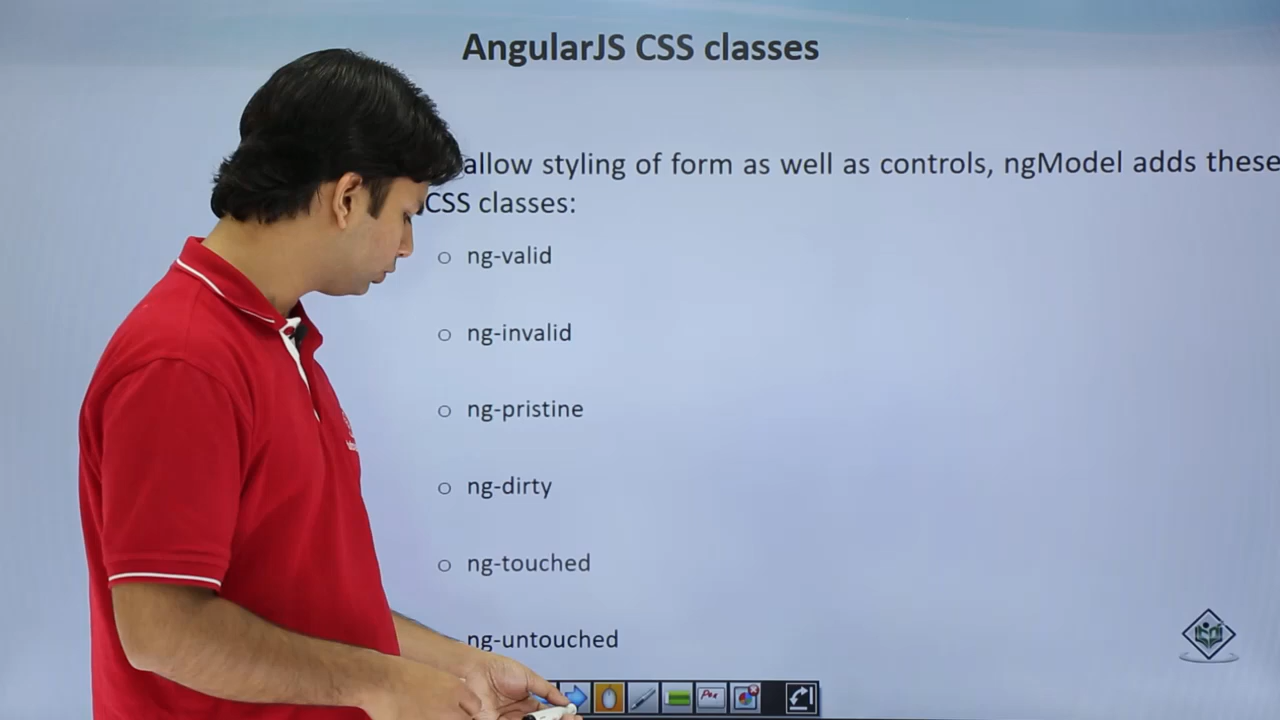 AngularJS CSS classes
allow styling of form as well as controls, ngModel adds these
CSS classes:
o ng-valid
o ng-invalid
o ng-pristine
o ng-dirty
o ng-touched
ng-untouched
Pen